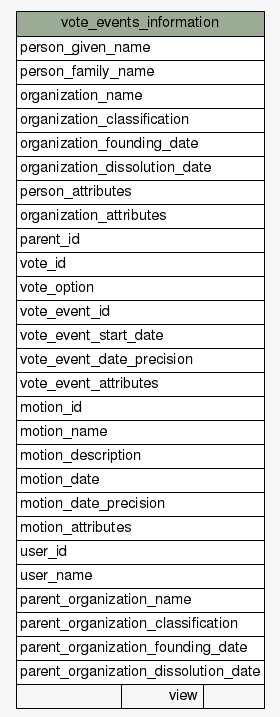 vote_events_information
person_given_name
person_family_name
organization_name
organization_classification
organization_founding_date
organization_dissolution_date
person_attributes
organization_attributes
parent_id
vote_id
vote_option
vote_event_id
vote_event_start_date
vote_event_date_precision
vote_event_attributes
motion_id
motion_name
motion_description
motion_date
motion_date_precision
motion_attributes
user_id
user_name
parent_organization_name
parent_organization_classification
parent_organization_founding_date
parent_organization_dissolution_date
view